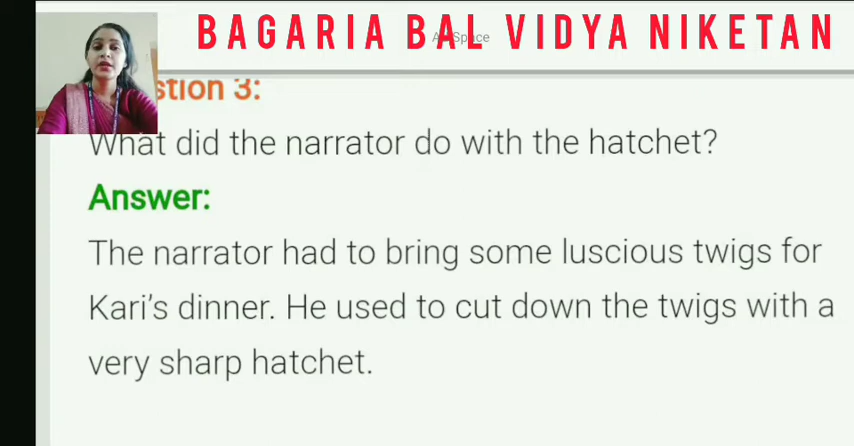 BAGARIA BAL VIDYA NIKETAN
stion 3:
What did the narrator do with the hatchet?
Answer:
The narrator had to bring some luscious twigs for
Kari's dinner. He used to cut down the twigs with a
very sharp hatchet.